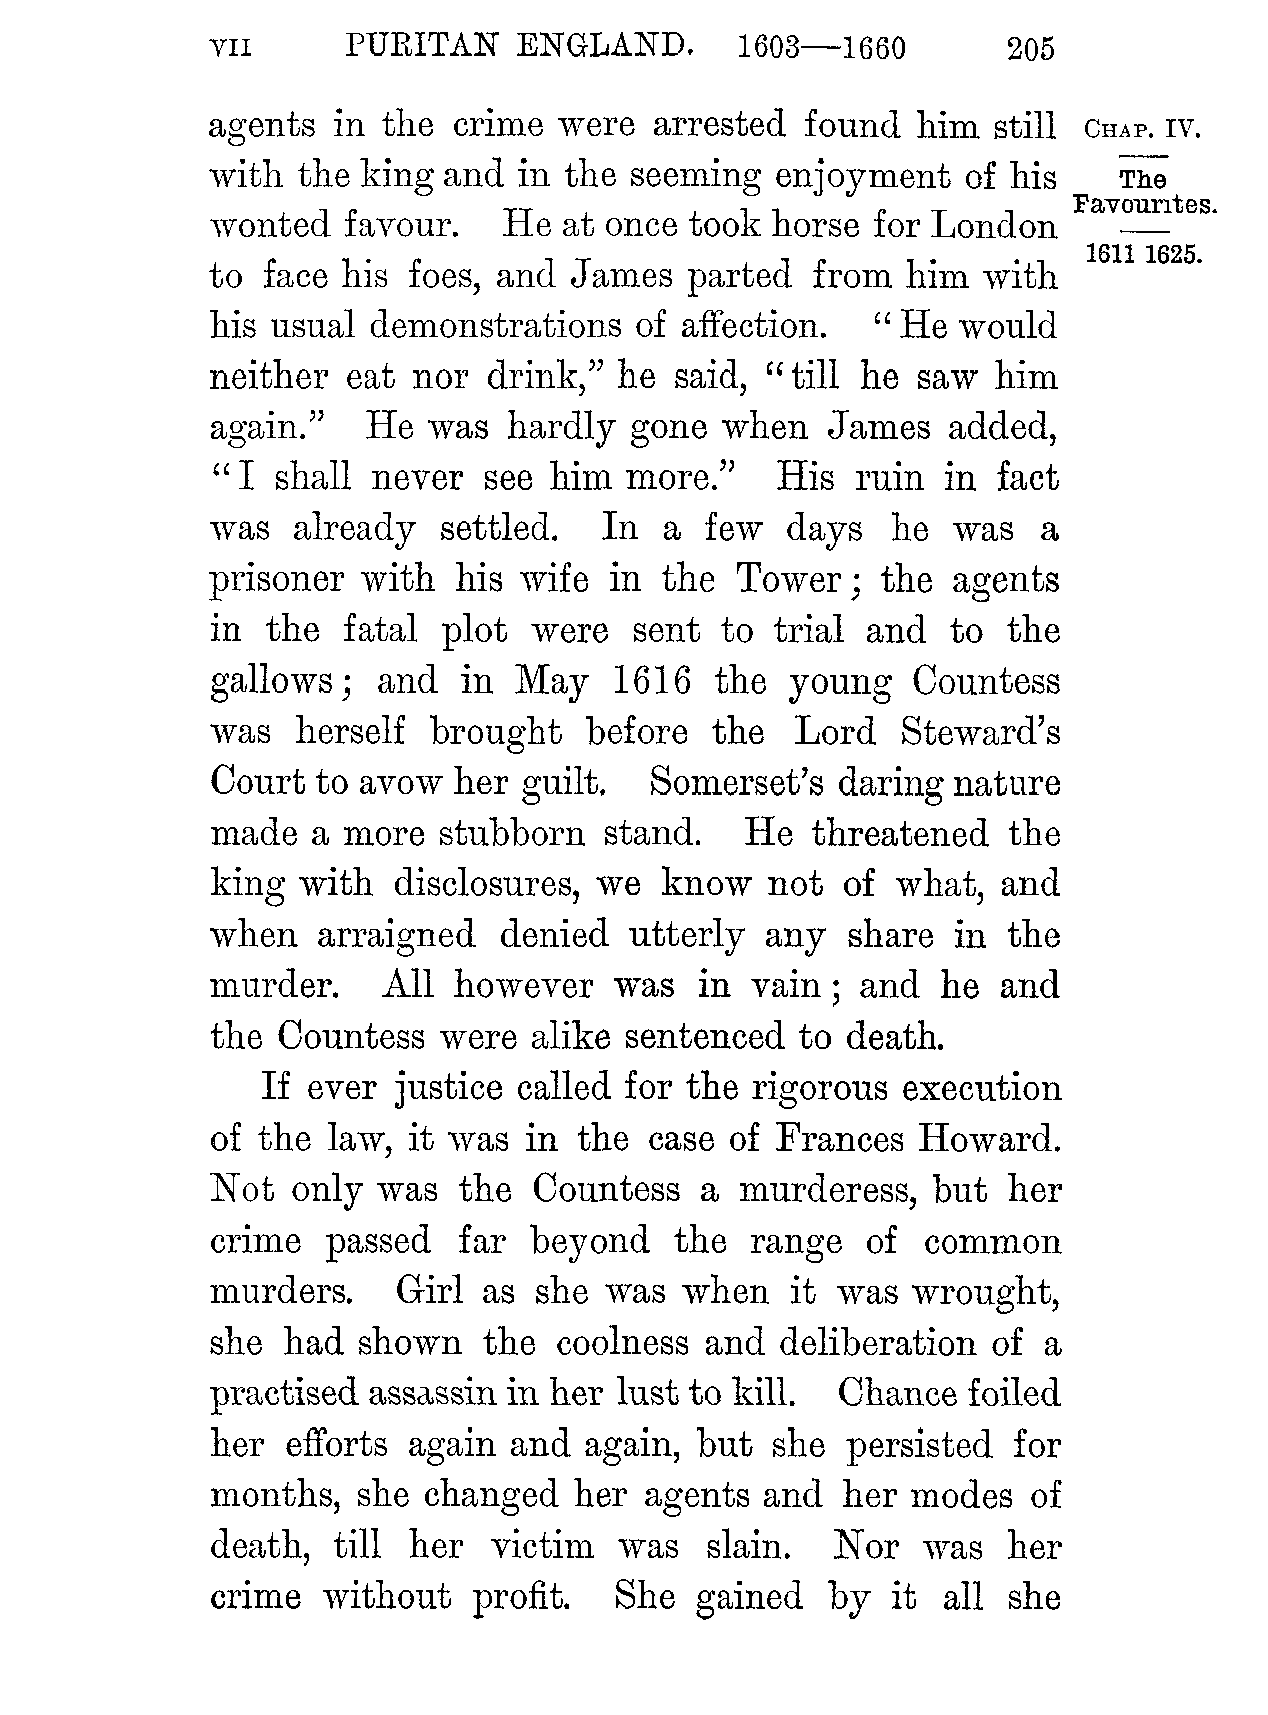 VII PURITAN ENGLAND. 1603—1660 205
agents in the crime were arrested found him still
with the king and in the seeming enjoyment of his
wonted favour. He at once took horse for London
to face his foes, and James parted from him with
his usual demonstrations of affection. “He would
neither eat nor drink,” he said, “till he saw him
again.” He was hardly gone when James added,
“I shall never see him more.” His ruin in fact
was already settled. In a few days he was a
prisoner with his wife in the Tower; the agents
in the fatal plot were sent to trial and to the
gallows; and in May 1616 the young Countess
was herself brought before the Lord Steward’s
Court to avow her guilt. Somerset’s daring nature
made a more stubborn stand. He threatened the
king with disclosures, we know not of what, and
when arraigned denied utterly any share in the
murder. All however was in vain; and he and
the Countess were alike sentenced to death.
If ever justice called for the rigorous execution
of the law, it was in the case of Frances Howard.
Not only was the Countess a murderess, but her
crime passed far beyond the range of common
murders. Girl as she was when it was wrought,
she had shown the coolness and deliberation of a
practised assassin in her lust to kill. Chance foiled
her efforts again and again, but she persisted for
months, she changed her agents and her modes of
death, till her victim was slain. Nor was her
crime without profit. She gained by it all she
CHAP. IV.
The
Favourites.
1611 1625.